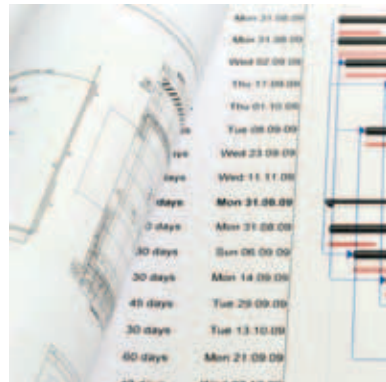 Mon 31.08.09
Mon 31.08.09
Wed 02.09.09
Thu 17.09.09
Thu 01.10.09
Tue 08.09.09
Wed 23.09.09
days Wed 11.11.09
days Mon 31.08.09
days Mon 31.08.09
30 days Sun 06.09.09
30 days Mon 14.09.09
45 days Tue 29.09.09
30 days Tue 13.10.09
60 days Mon 21.09.09